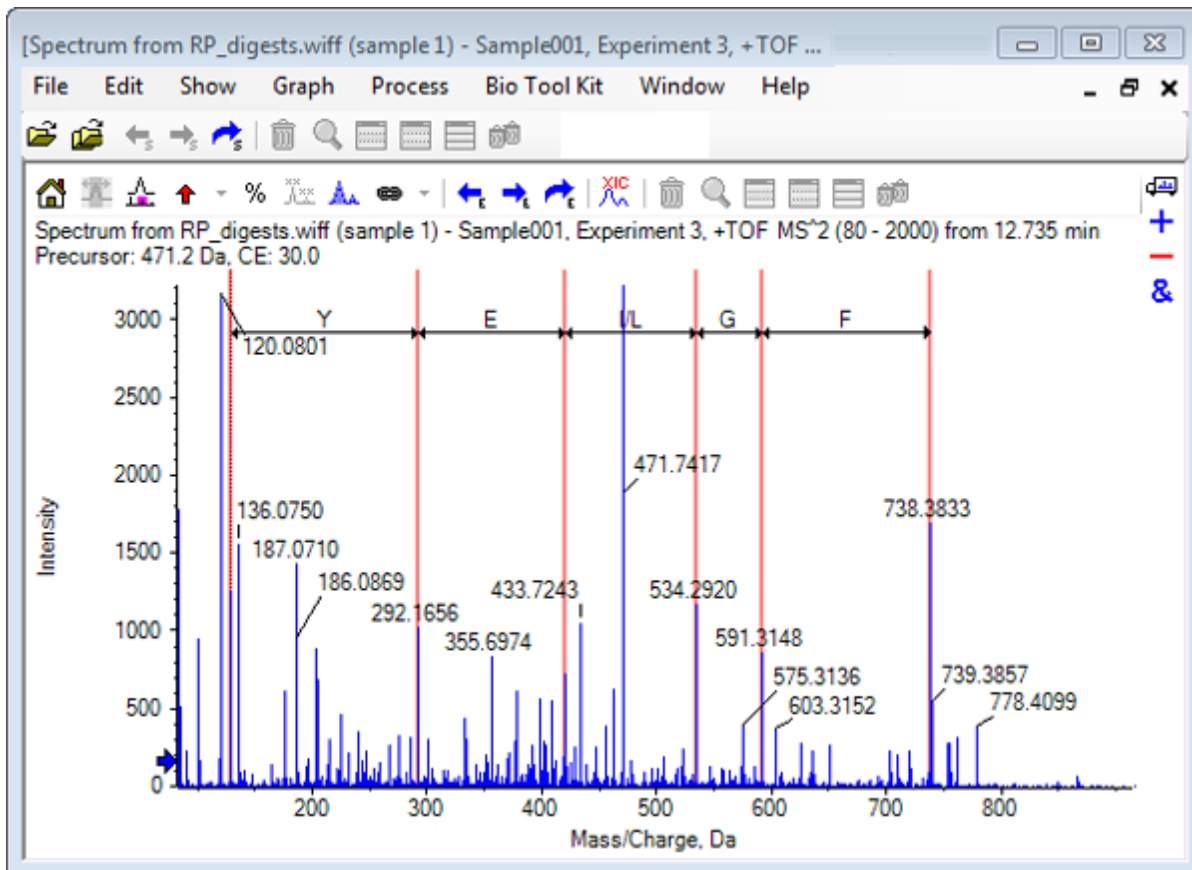 [Spectrum from RP_digests.wiff (sample 1) - Sample001, Experiment 3, +TOF ...
File Edit Show Graph Process Bio Tool Kit Window Help
% XIC
Spectrum from RP_digests.wiff (sample 1) - Sample001, Experiment 3, +TOF MS^2 (80 - 2000) from 12.735 min
Precursor: 471.2 Da, CE: 30.0
Y E I/L G F
3000
120.0801
2500
2000
471.7417
136.0750
738.3833
1500
187.0710
186.0869
433.7243
534.2920
292.1656
1000
355.6974
591.3148
575.3136
739.3857
500
603.3152
778.4099
0
200 300 400 500 600 700 800
Mass/Charge, Da
Intensity